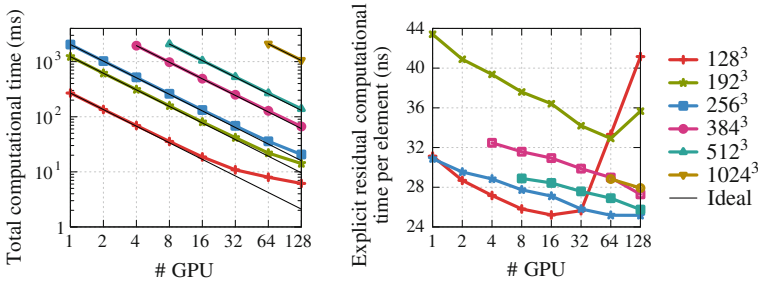 Total computational time (ms)
10³
10²
10¹
1
1 2 4 8 16 32 64 128
# GPU
Explicit residual computational
time per element (ns)
44
40
36
32
28
24
1 2 4 8 16 32 64 128
# GPU
128³
192³
256³
384³
512³
1024³
Ideal